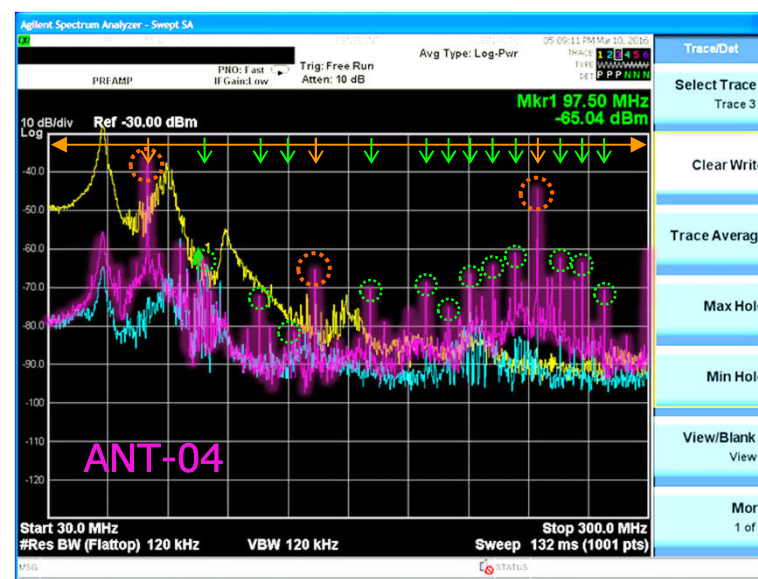 Agilent Spectrum Analyzer - Swept SA
05:09:11 PM Mar 10, 2016
Trace/Det
Avg Type: Log-Pwr
TRACE 1 2 3 4 5 6
TYPE
DET P P P N N N
PREAMP
PNO: Fast
IFGain:Low
Trig: Free Run
Atten: 10 dB
Select Trace
Trace 3
Mkr1 97.50 MHz
-65.04 dBm
10 dB/div
Log
Ref -30.00 dBm
-40.0
-50.0
-60.0
-70.0
-80.0
-90.0
-100
-110
-120
Clear Writ
Trace Averag
Max Hol
Min Hol
View/Blank
View
Mor
1 of
ANT-04
Start 30.0 MHz
Stop 300.0 MHz
#Res BW (Flattop) 120 kHz
VBW 120 kHz
Sweep 132 ms (1001 pts)
MSG
STATUS